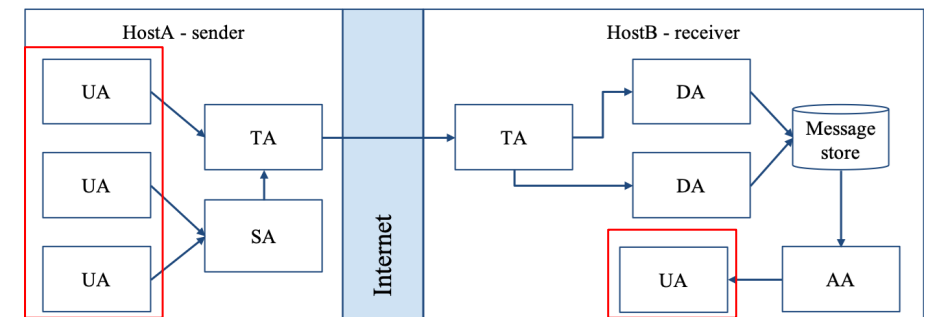 HostA - sender
HostB - receiver
UA
UA
UA
TA
SA
Internet
TA
DA
DA
Message
store
UA
AA